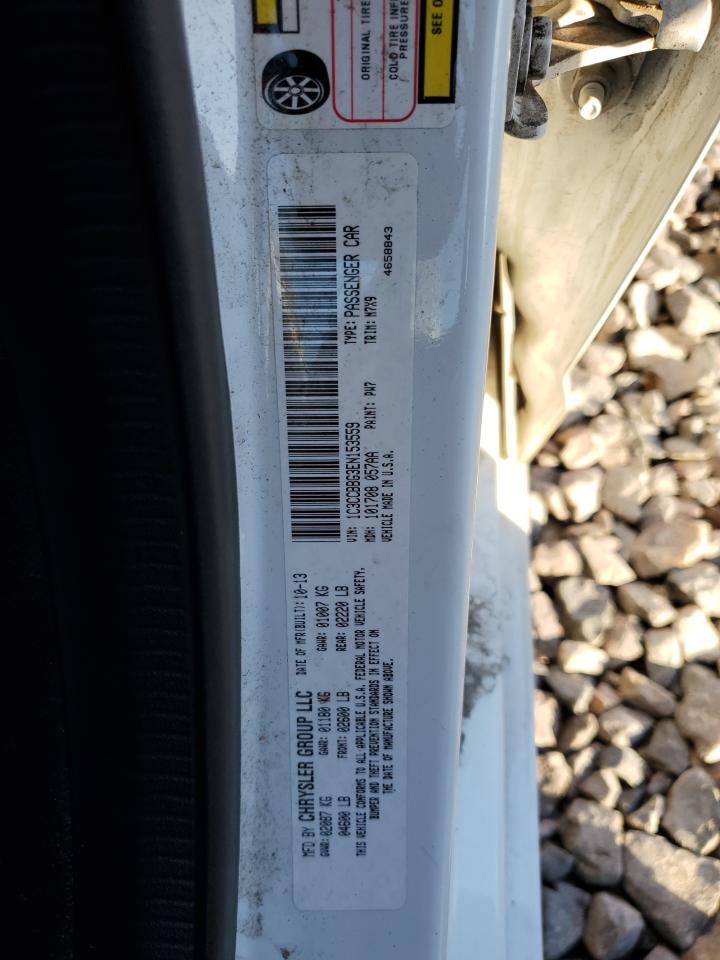 ORIGINAL TIRE
COLD TIRE INF
PRESSURE
SEE O
MFD BY CHRYSLER GROUP LLC DATE OF MFR(BUILT): 10-13
GVWR: 02087 KG GAWR: 01180 KG GAWR: 01007 KG
04600 LB FRONT: 02600 LB REAR: 02220 LB
THIS VEHICLE CONFORMS TO ALL APPLICABLE U.S.A. FEDERAL MOTOR VEHICLE SAFETY,
BUMPER AND THEFT PREVENTION STANDARDS IN EFFECT ON
THE DATE OF MANUFACTURE SHOWN ABOVE.
VIN: 1C3CCBBG3EN153559 TYPE: PASSENGER CAR
MDH: 101708 057AA PAINT: PW7 TRIM: M7X9
VEHICLE MADE IN U.S.A. 4658843